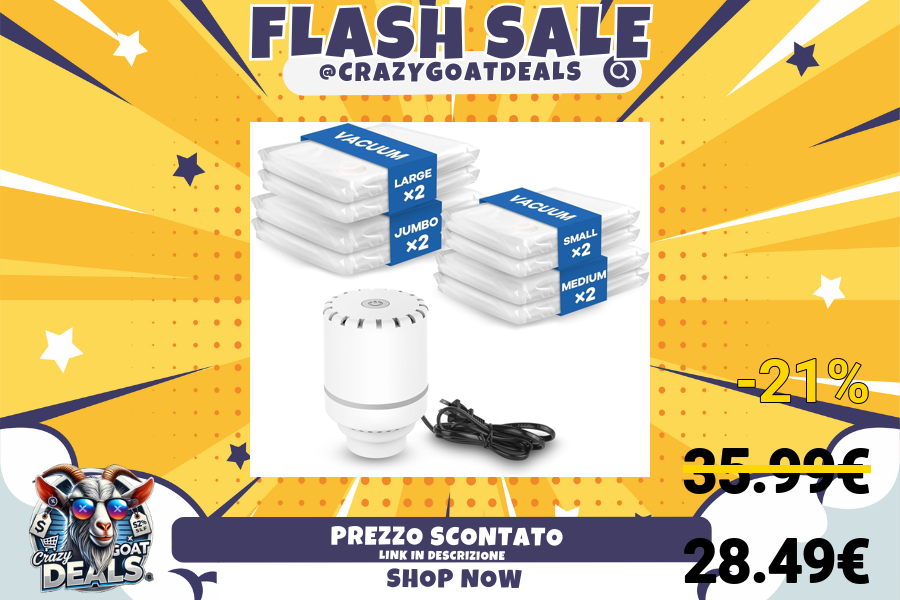 FLASH SALE
@CRAZYGOATDEALS
VACUUM
LARGE
×2
JUMBO
×2
VACUUM
SMALL
×2
MEDIUM
×2
-21%
35.99€
28.49€
PREZZO SCONTATO
LINK IN DESCRIZIONE
SHOP NOW
$
52%
Crazy
GOAT
DEALS